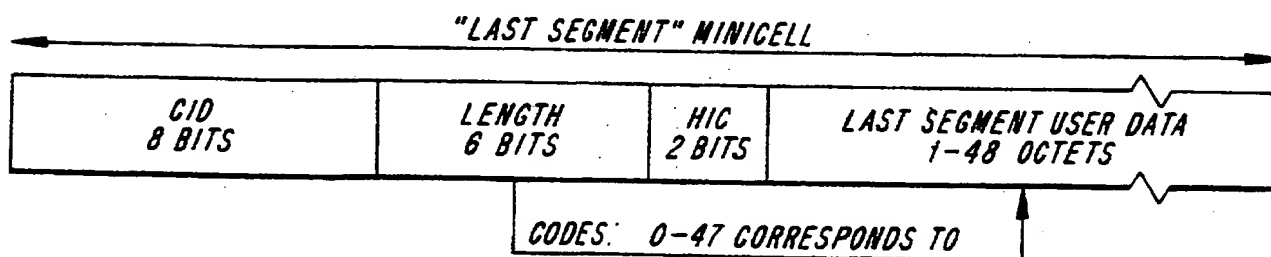 "LAST SEGMENT" MINICELL
CID
8 BITS
LENGTH
6 BITS
HIC
2 BITS
LAST SEGMENT USER DATA
1-48 OCTETS
CODES: 0-47 CORRESPONDS TO